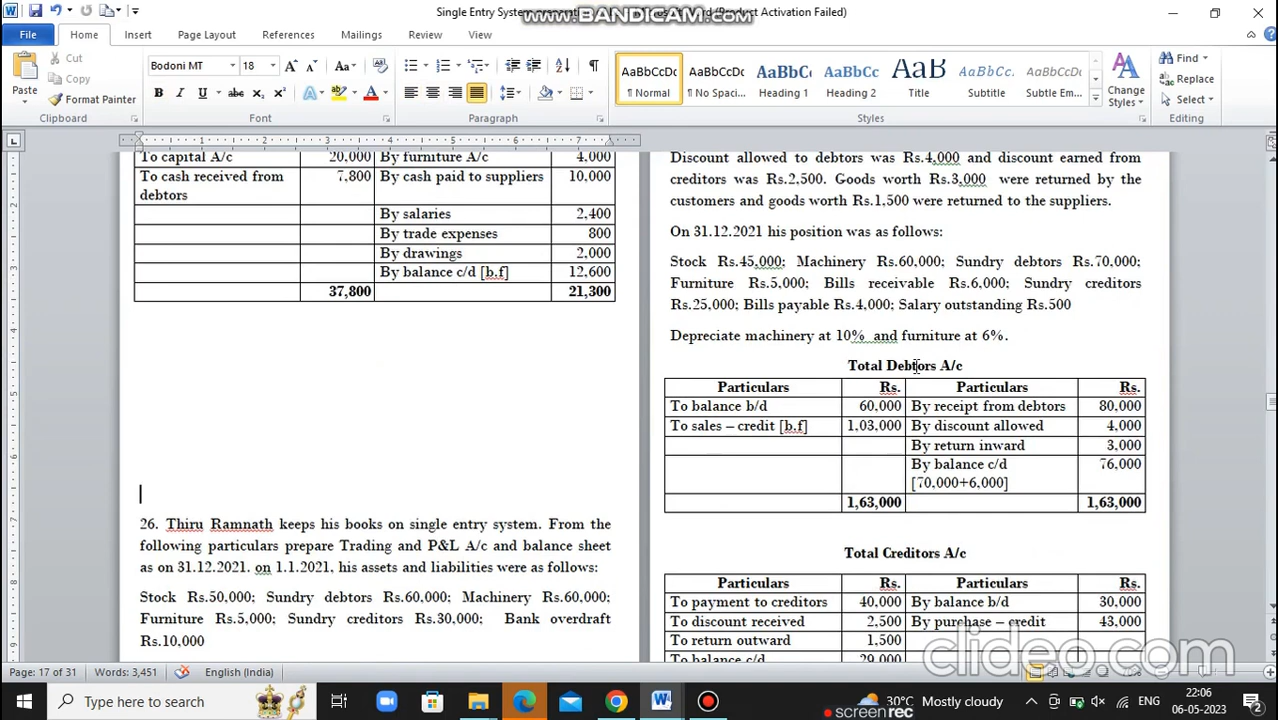 Single Entry System
(Product Activation Failed)
www.BANDICAM.com
File
Home
Insert
Page Layout
References
Mailings
Review
View
Paste
Cut
Copy
Format Painter
Clipboard
Bodoni MT
18
Font
Paragraph
AaBbCcDc
¶ Normal
AaBbCcDc
¶ No Spaci...
AaBbC
Heading 1
AaBbCc
Heading 2
AaB
Title
AaBbCcL
Subtitle
AaBbCcDt
Subtle Em...
Change
Styles
Styles
Find
Replace
Select
Editing
To capital A/c 20,000 By furniture A/c 4,000
To cash received from 7,800 By cash paid to suppliers 10,000
debtors
By salaries 2,400
By trade expenses 800
By drawings 2,000
By balance c/d [b.f] 12,600
37,800 21,300
26. Thiru Ramnath keeps his books on single entry system. From the
following particulars prepare Trading and P&L A/c and balance sheet
as on 31.12.2021. on 1.1.2021, his assets and liabilities were as follows:
Stock Rs.50,000; Sundry debtors Rs.60,000; Machinery Rs.60,000;
Furniture Rs.5,000; Sundry creditors Rs.30,000; Bank overdraft
Rs.10,000
Discount allowed to debtors was Rs.4,000 and discount earned from
creditors was Rs.2,500. Goods worth Rs.3,000 were returned by the
customers and goods worth Rs.1,500 were returned to the suppliers.
On 31.12.2021 his position was as follows:
Stock Rs.45,000; Machinery Rs.60,000; Sundry debtors Rs.70,000;
Furniture Rs.5,000; Bills receivable Rs.6,000; Sundry creditors
Rs.25,000; Bills payable Rs.4,000; Salary outstanding Rs.500
Depreciate machinery at 10% and furniture at 6%.
Total Debtors A/c
Particulars Rs. Particulars Rs.
To balance b/d 60,000 By receipt from debtors 80,000
To sales – credit [b.f] 1,03,000 By discount allowed 4,000
By return inward 3,000
By balance c/d 76,000
[70,000+6,000]
1,63,000 1,63,000
Total Creditors A/c
Particulars Rs. Particulars Rs.
To payment to creditors 40,000 By balance b/d 30,000
To discount received 2,500 By purchase – credit 43,000
To return outward 1,500
To balance c/d 29,000
clideo.com
Page: 17 of 31
Words: 3,451
English (India)
Type here to search
30°C Mostly cloudy
ENG
22:06
06-05-2023
2
screenrec